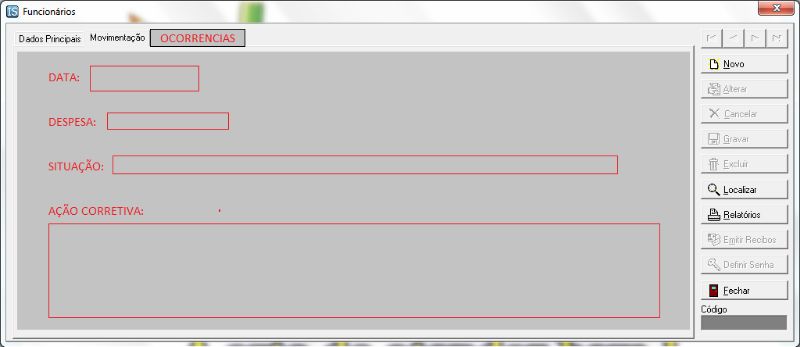 IS Funcionários
Dados Principais Movimentação OCORRENCIAS
DATA:
DESPESA:
SITUAÇÃO:
AÇÃO CORRETIVA:
Novo
Alterar
Cancelar
Gravar
Excluir
Localizar
Relatórios
Emitir Recibos
Definir Senha
Fechar
Código